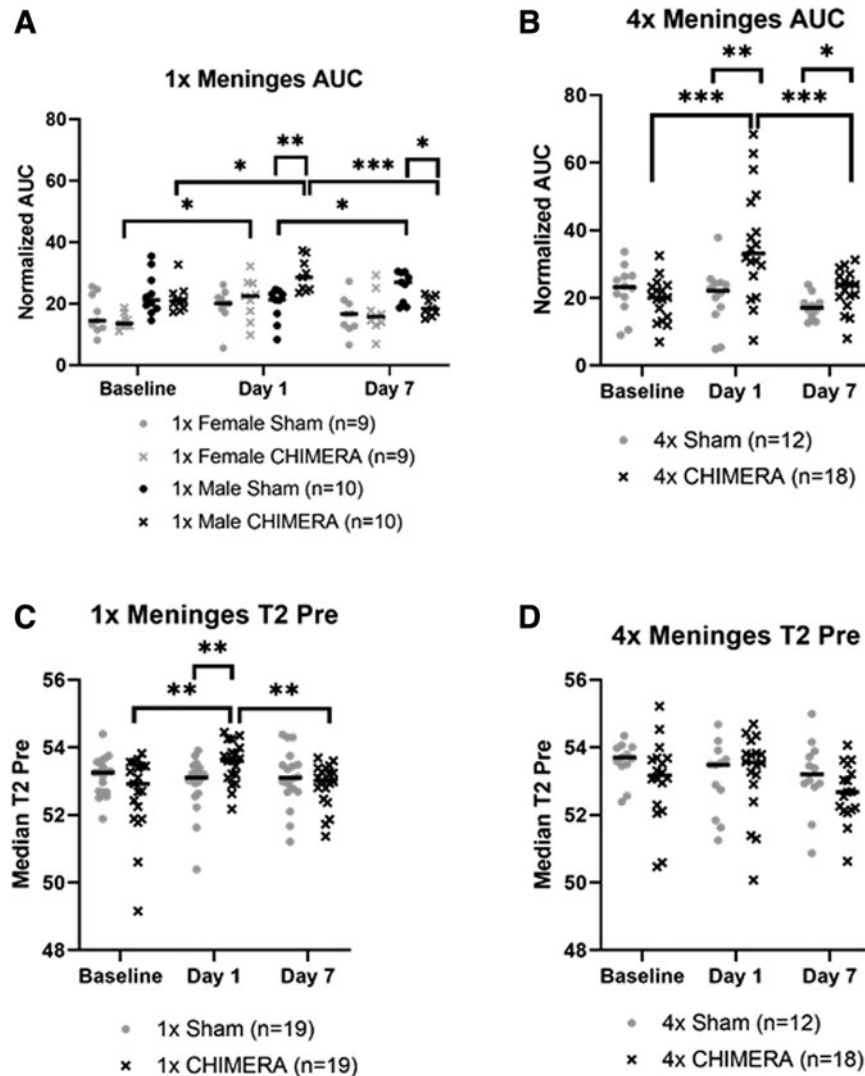 A
1x Meninges AUC
Normalized AUC
80
60
40
20
0
* * ** *** * *
Baseline Day 1 Day 7
1x Female Sham (n=9)
× 1x Female CHIMERA (n=9)
1x Male Sham (n=10)
× 1x Male CHIMERA (n=10)
B
4x Meninges AUC
Normalized AUC
80
60
40
20
0
*** ** *** *
Baseline Day 1 Day 7
4x Sham (n=12)
× 4x CHIMERA (n=18)
C
1x Meninges T2 Pre
Median T2 Pre
56
54
52
50
48
** ** **
Baseline Day 1 Day 7
1x Sham (n=19)
× 1x CHIMERA (n=19)
D
4x Meninges T2 Pre
Median T2 Pre
56
54
52
50
48
Baseline Day 1 Day 7
4x Sham (n=12)
× 4x CHIMERA (n=18)